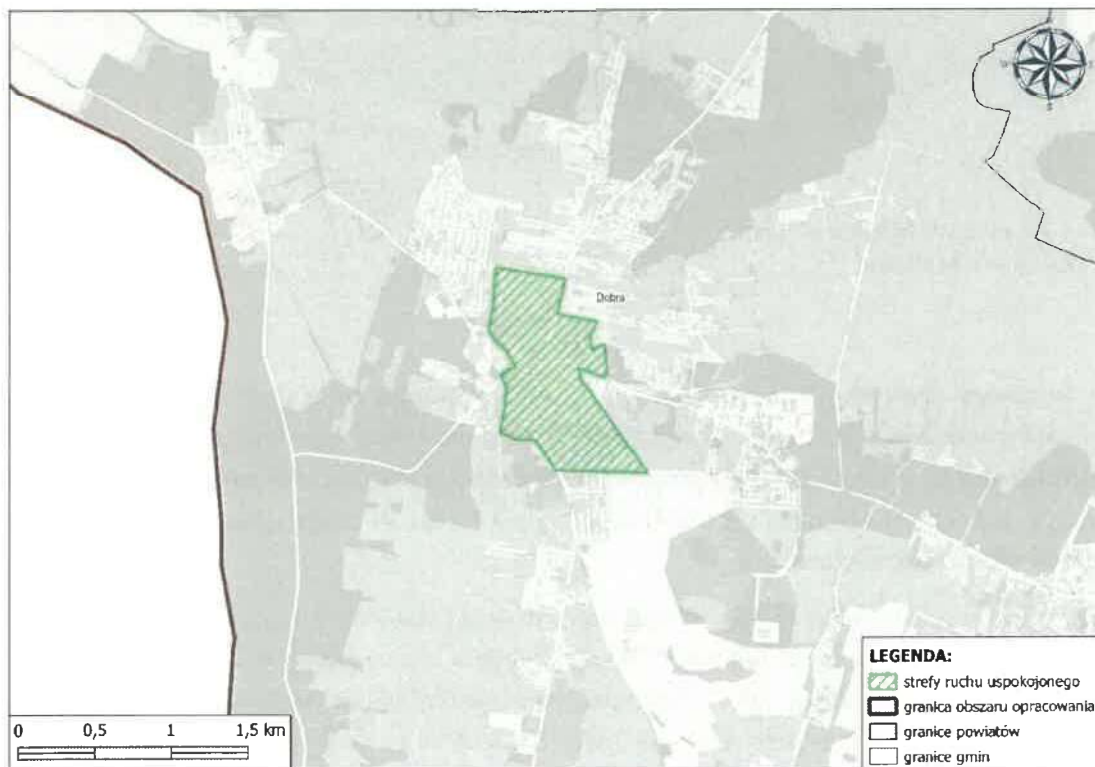 Dobra
0 0,5 1 1,5 km
LEGENDA:
strefy ruchu uspokojonego
granica obszaru opracowania
granice powiatów
granice gmin